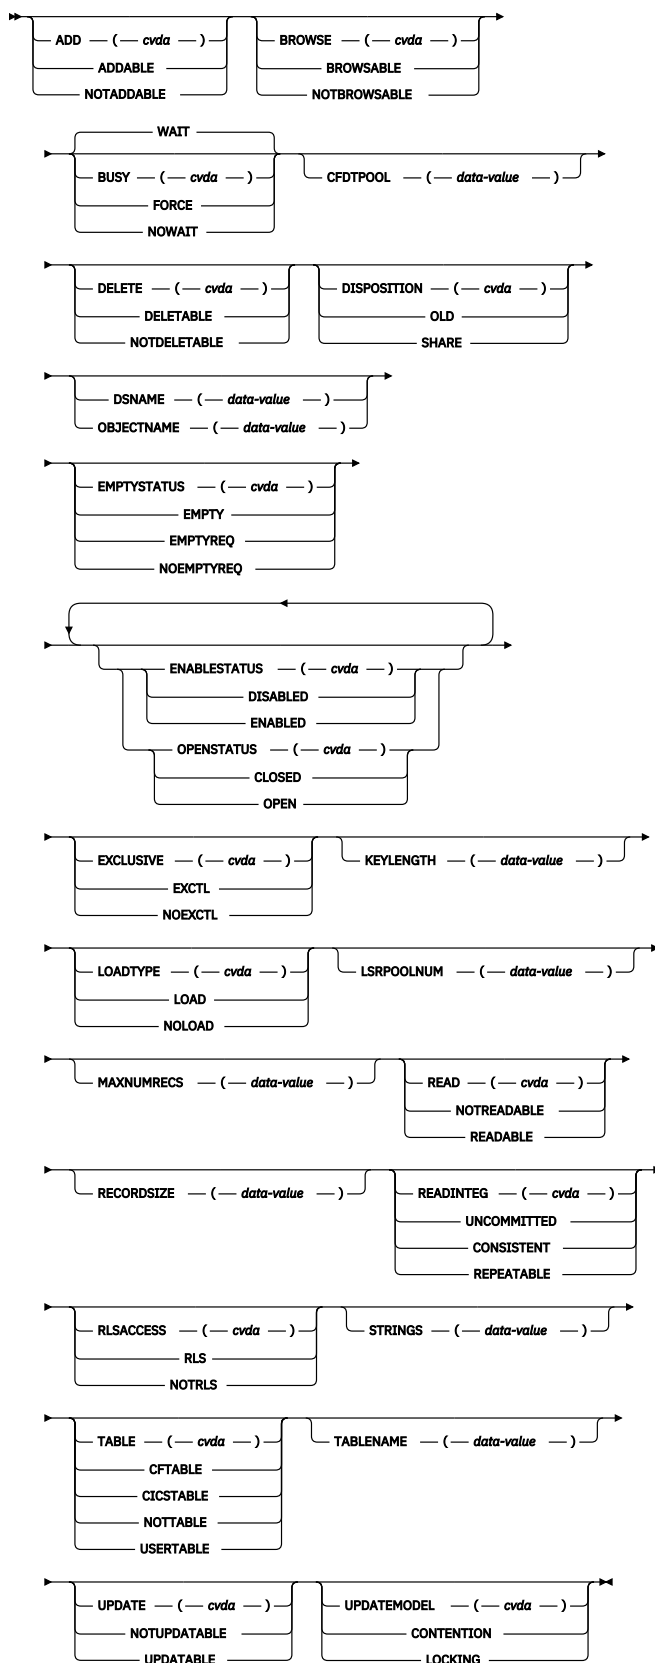 ADD ( cvda ) BROWSE ( cvda )
ADDABLE BROWSABLE
NOTADDABLE NOTBROWSABLE
WAIT
BUSY ( cvda ) CFDTPOOL ( data-value )
FORCE
NOWAIT
DELETE ( cvda ) DISPOSITION ( cvda )
DELETABLE OLD
NOTDELETABLE SHARE
DSNAME ( data-value )
OBJECTNAME ( data-value )
EMPTYSTATUS ( cvda )
EMPTY
EMPTYREQ
NOEMPTYREQ
ENABLESTATUS ( cvda )
DISABLED
ENABLED
OPENSTATUS ( cvda )
CLOSED
OPEN
EXCLUSIVE ( cvda ) KEYLENGTH ( data-value )
EXCTL
NOEXCTL
LOADTYPE ( cvda ) LSRPOOLNUM ( data-value )
LOAD
NOLOAD
MAXNUMRECS ( data-value ) READ ( cvda )
NOTREADABLE
READABLE
RECORDSIZE ( data-value ) READINTEG ( cvda )
UNCOMMITTED
CONSISTENT
REPEATABLE
RLSACCESS ( cvda ) STRINGS ( data-value )
RLS
NOTRLS
TABLE ( cvda ) TABLENAME ( data-value )
CFTABLE
CICSTABLE
NOTTABLE
USERTABLE
UPDATE ( cvda ) UPDATEMODEL ( cvda )
NOTUPDATABLE CONTENTION
UPDATABLE LOCKING